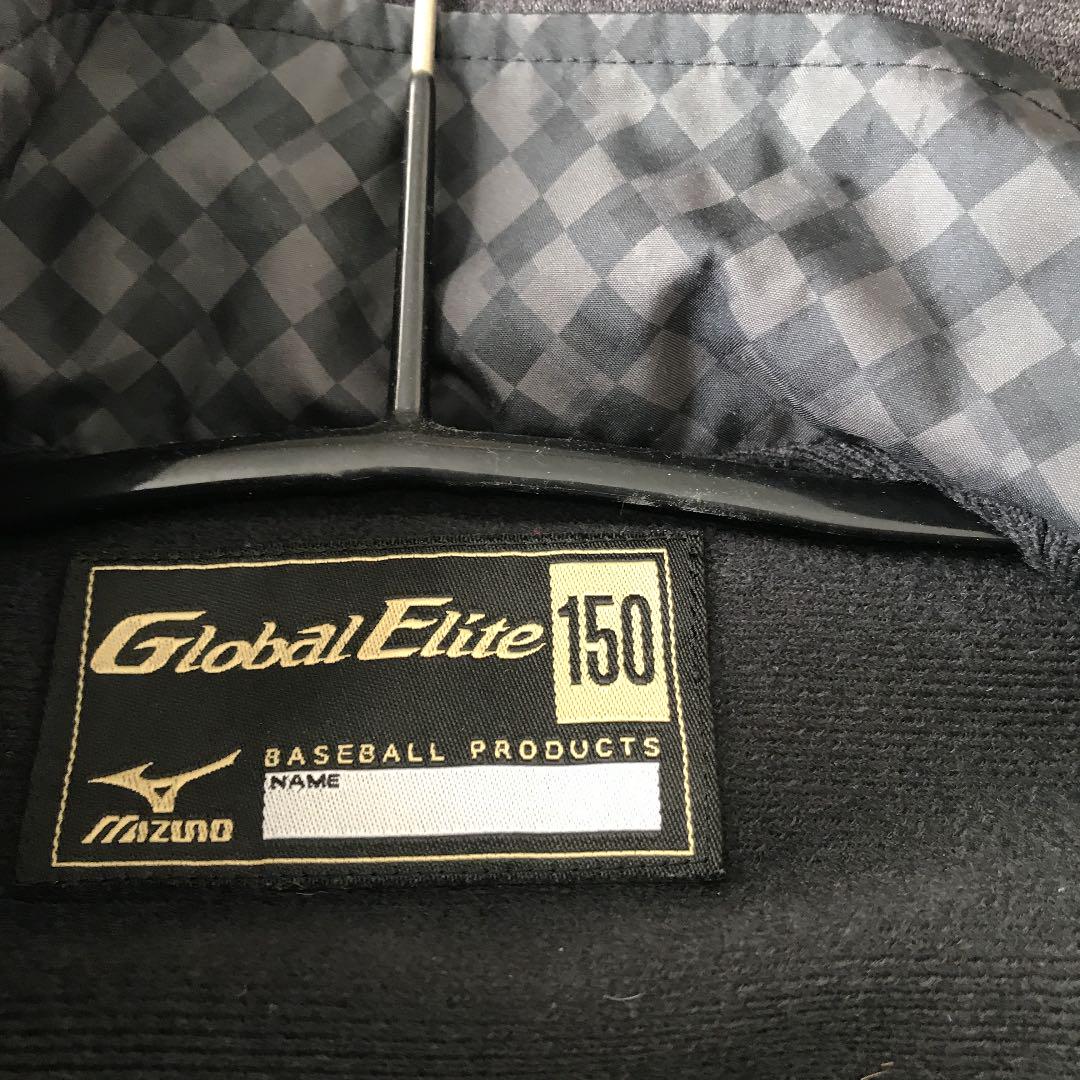 Global Elite 150
BASEBALL PRODUCTS
NAME
MIZUNO